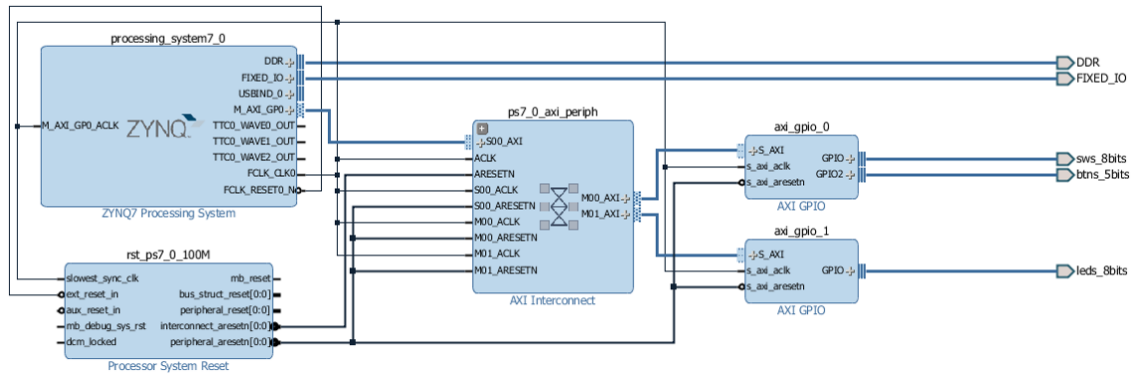 processing_system7_0
DDR
FIXED_IO
USBIND_0
M_AXI_GP0
M_AXI_GP0_ACLK
ZYNQ
TTC0_WAVE0_OUT
TTC0_WAVE1_OUT
TTC0_WAVE2_OUT
FCLK_CLK0
FCLK_RESET0_N
ZYNQ7 Processing System
rst_ps7_0_100M
slowest_sync_clk
ext_reset_in
aux_reset_in
mb_debug_sys_rst
dcm_locked
mb_reset
bus_struct_reset[0:0]
peripheral_reset[0:0]
interconnect_aresetn[0:0]
peripheral_aresetn[0:0]
Processor System Reset
ps7_0_axi_periph
S00_AXI
ACLK
ARESETN
S00_ACLK
S00_ARESETN
M00_ACLK
M00_ARESETN
M01_ACLK
M01_ARESETN
M00_AXI
M01_AXI
AXI Interconnect
axi_gpio_0
S_AXI
s_axi_aclk
s_axi_aresetn
GPIO
GPIO2
AXI GPIO
axi_gpio_1
S_AXI
s_axi_aclk
s_axi_aresetn
GPIO
AXI GPIO
DDR
FIXED_IO
sws_8bits
btns_5bits
leds_8bits